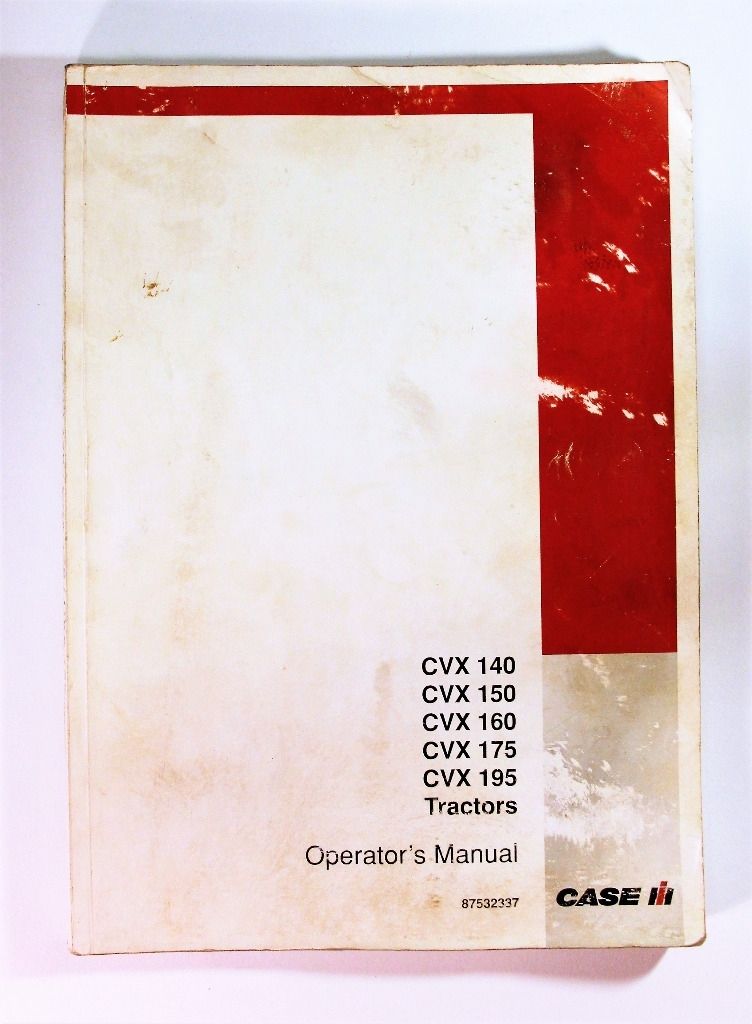 CVX 140
CVX 150
CVX 160
CVX 175
CVX 195
Tractors
Operator's Manual
87532337
CASE IH